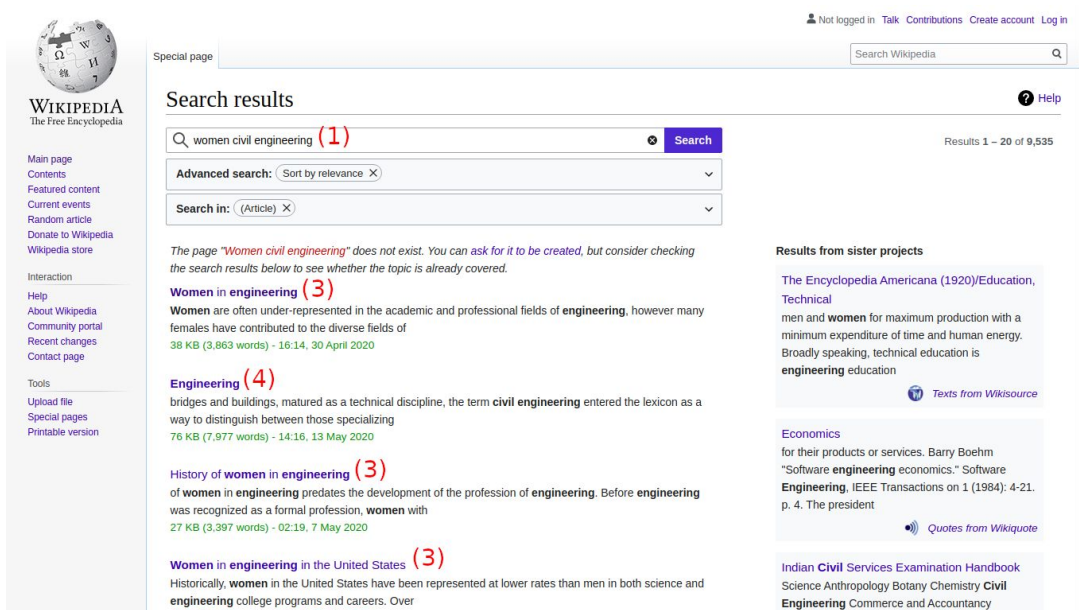 Not logged in Talk Contributions Create account Log in
Special page
Search Wikipedia
WIKIPEDIA
The Free Encyclopedia
Main page
Contents
Featured content
Current events
Random article
Donate to Wikipedia
Wikipedia store
Interaction
Help
About Wikipedia
Community portal
Recent changes
Contact page
Tools
Upload file
Special pages
Printable version
Search results
Help
women civil engineering (1)
Search
Results 1 – 20 of 9,535
Advanced search: Sort by relevance
Search in: (Article)
The page "Women civil engineering" does not exist. You can ask for it to be created, but consider checking
the search results below to see whether the topic is already covered.
Women in engineering (3)
Women are often under-represented in the academic and professional fields of engineering, however many
females have contributed to the diverse fields of
38 KB (3,863 words) - 16:14, 30 April 2020
Engineering (4)
bridges and buildings, matured as a technical discipline, the term civil engineering entered the lexicon as a
way to distinguish between those specializing
76 KB (7,977 words) - 14:16, 13 May 2020
History of women in engineering (3)
of women in engineering predates the development of the profession of engineering. Before engineering
was recognized as a formal profession, women with
27 KB (3,397 words) - 02:19, 7 May 2020
Women in engineering in the United States (3)
Historically, women in the United States have been represented at lower rates than men in both science and
engineering college programs and careers. Over
Results from sister projects
The Encyclopedia Americana (1920)/Education,
Technical
men and women for maximum production with a
minimum expenditure of time and human energy.
Broadly speaking, technical education is
engineering education
Texts from Wikisource
Economics
for their products or services. Barry Boehm
"Software engineering economics." Software
Engineering, IEEE Transactions on 1 (1984): 4-21.
p. 4. The president
Quotes from Wikiquote
Indian Civil Services Examination Handbook
Science Anthropology Botany Chemistry Civil
Engineering Commerce and Accountancy